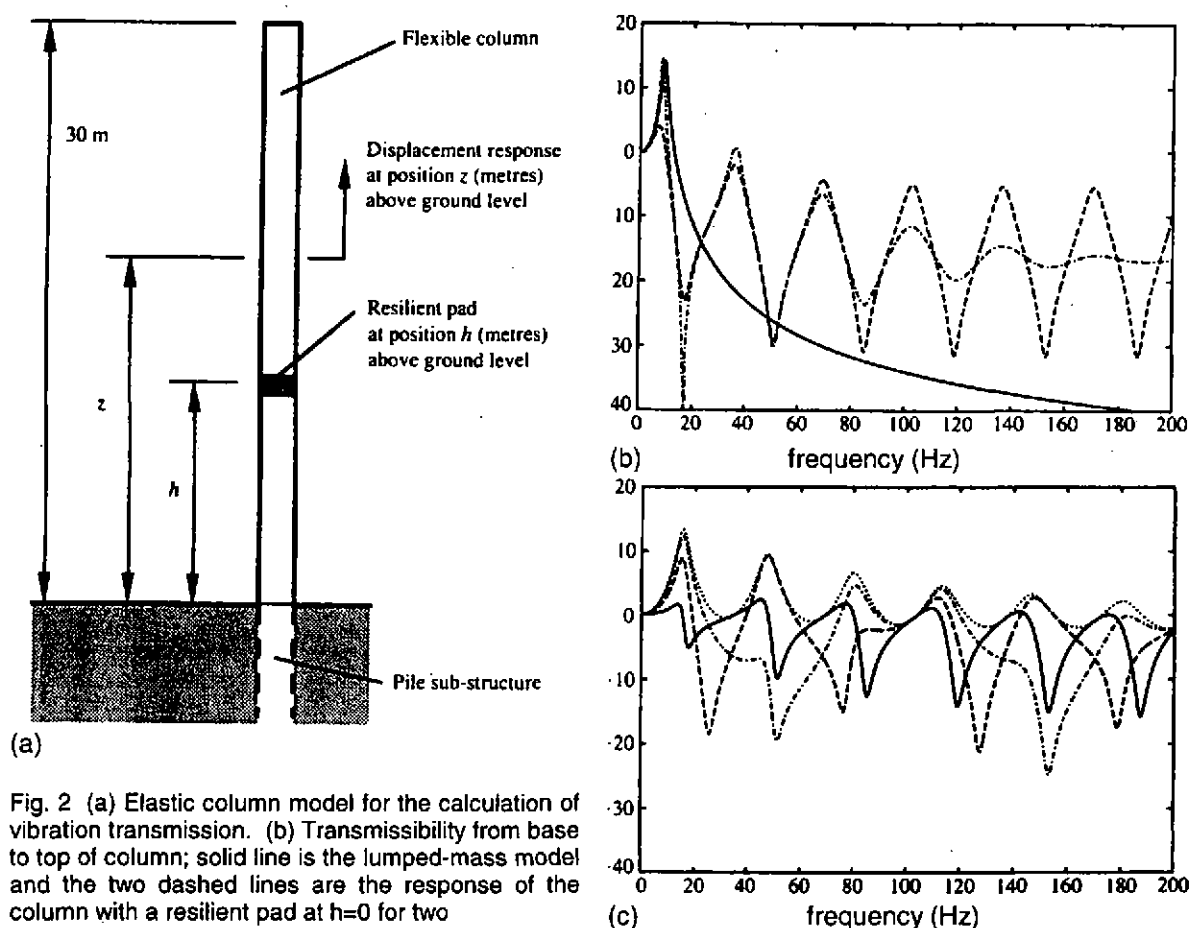 30 m
Flexible column
Displacement response
at position z (metres)
above ground level
Resilient pad
at position h (metres)
above ground level
z
h
Pile sub-structure
(a)
Fig. 2 (a) Elastic column model for the calculation of
vibration transmission. (b) Transmissibility from base
to top of column; solid line is the lumped-mass model
and the two dashed lines are the response of the
column with a resilient pad at h=0 for two
20
10
0
10
20
30
40
0 20 40 60 80 100 120 140 160 180 200
(b) frequency (Hz)
20
10
0
-10
-20
-30
-40
0 20 40 60 80 100 120 140 160 180 200
(c) frequency (Hz)